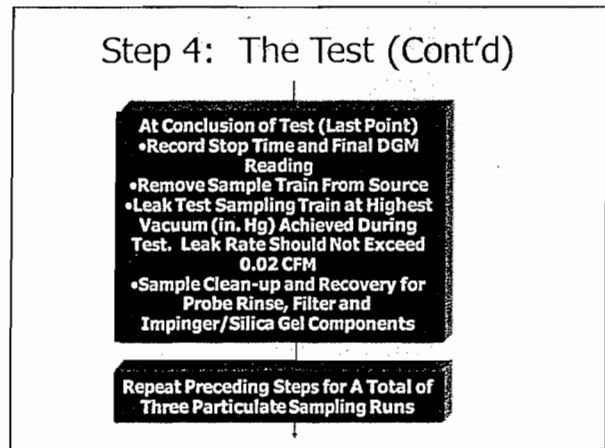 Step 4: The Test (Cont'd)
At Conclusion of Test (Last Point)
•Record Stop Time and Final DGM
Reading
•Remove Sample Train From Source
•Leak Test Sampling Train at Highest
Vacuum (in. Hg) Achieved During
Test. Leak Rate Should Not Exceed
0.02 CFM
•Sample Clean-up and Recovery for
Probe Rinse, Filter and
Impinger/Silica Gel Components
Repeat Preceding Steps for A Total of
Three Particulate Sampling Runs